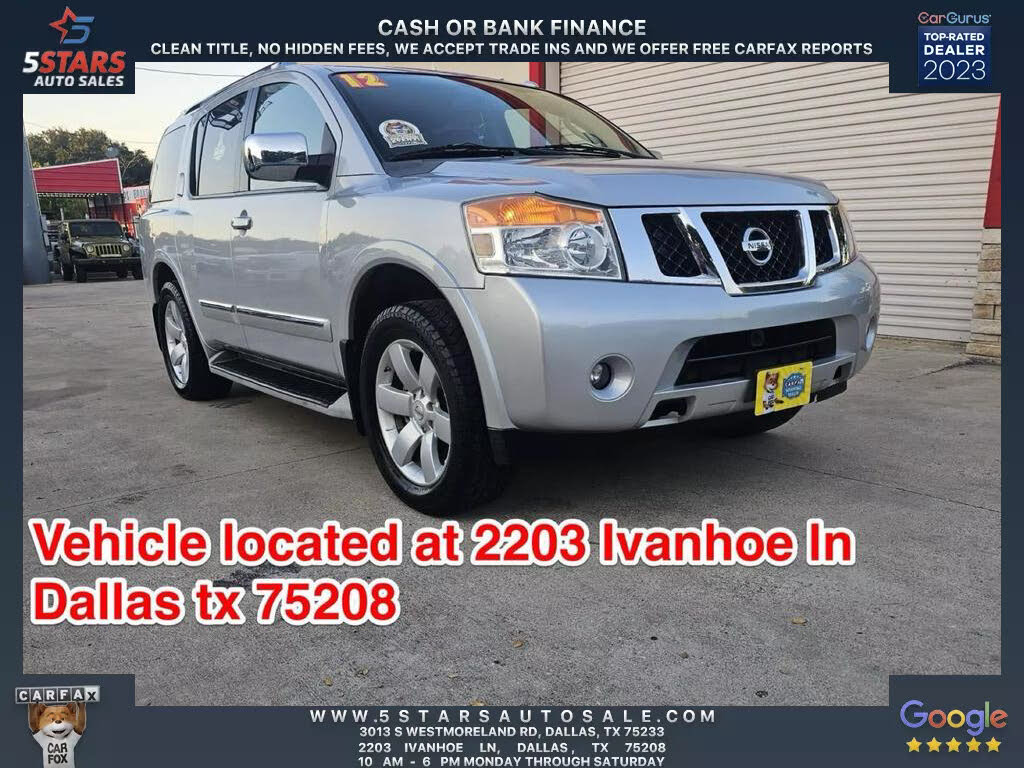 5STARS
AUTO SALES
CASH OR BANK FINANCE
CLEAN TITLE, NO HIDDEN FEES, WE ACCEPT TRADE INS AND WE OFFER FREE CARFAX REPORTS
CarGurus
TOP-RATED
DEALER
2023
12
NISSAN
CARFAX
Vehicle located at 2203 Ivanhoe ln
Dallas tx 75208
CARFAX
CAR
FOX
WWW.5STARSAUTOSALE.COM
3013 S WESTMORELAND RD, DALLAS, TX 75233
2203 IVANHOE LN, DALLAS, TX 75208
10 AM - 6 PM MONDAY THROUGH SATURDAY
Google